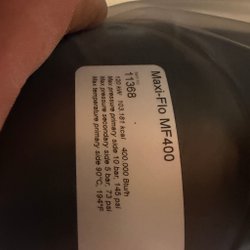 Maxi-Flo MF400
11368
120 kW 103.181 kcal 400.000 Btu/h
Max pressure primary side 10 bar, 145 psi
Max pressure secondary side 5 bar, 73 psi
Max temperature primary side 90°C, 194°F